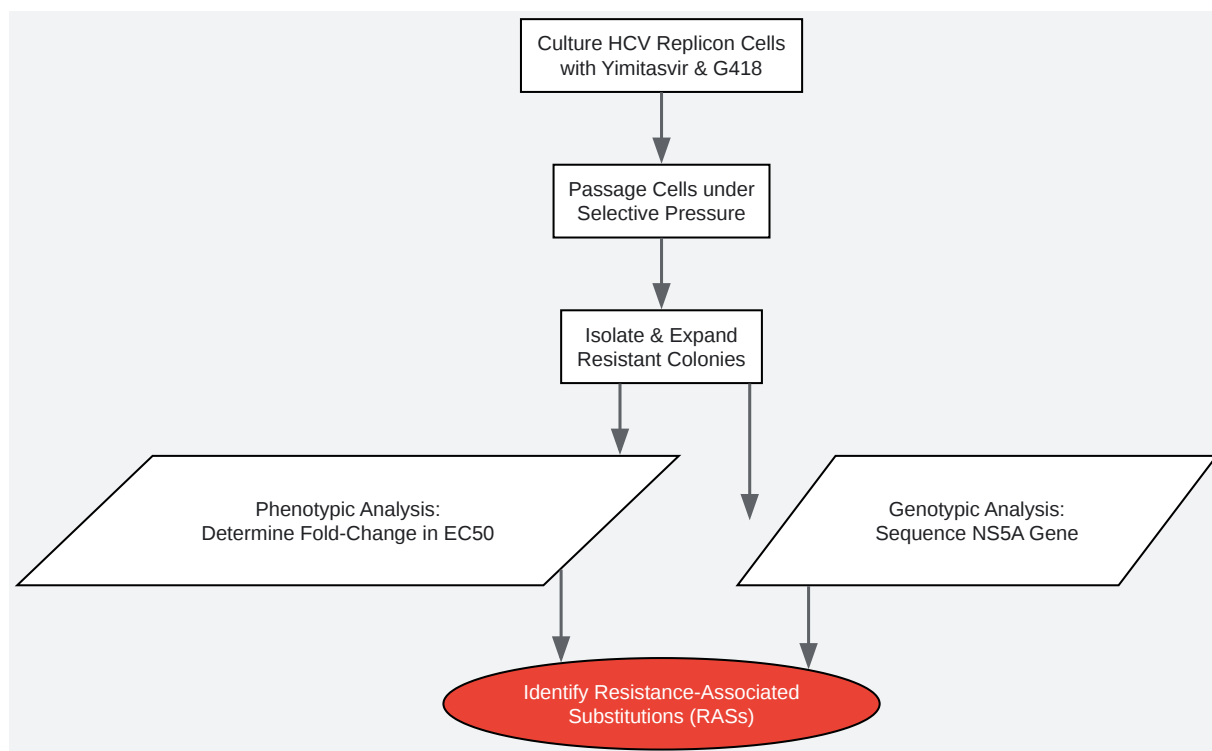 Culture HCV Replicon Cells
with Yimitasvir & G418
Passage Cells under
Selective Pressure
Isolate & Expand
Resistant Colonies
Phenotypic Analysis:
Determine Fold-Change in EC50
Genotypic Analysis:
Sequence NS5A Gene
Identify Resistance-Associated
Substitutions (RASs)